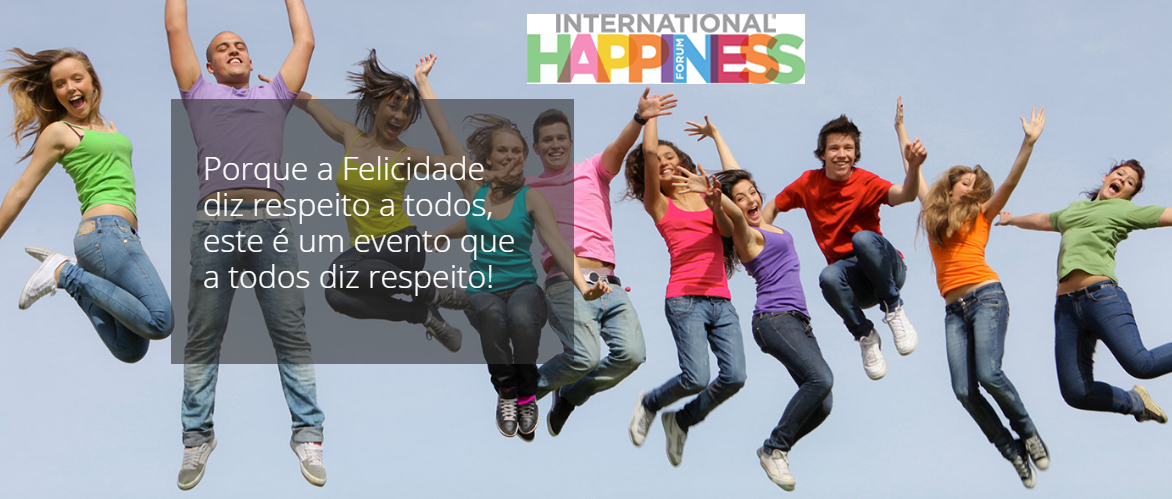 INTERNATIONAL
HAPPINESS
FORUM
Porque a Felicidade
diz respeito a todos,
este é um evento que
a todos diz respeito!